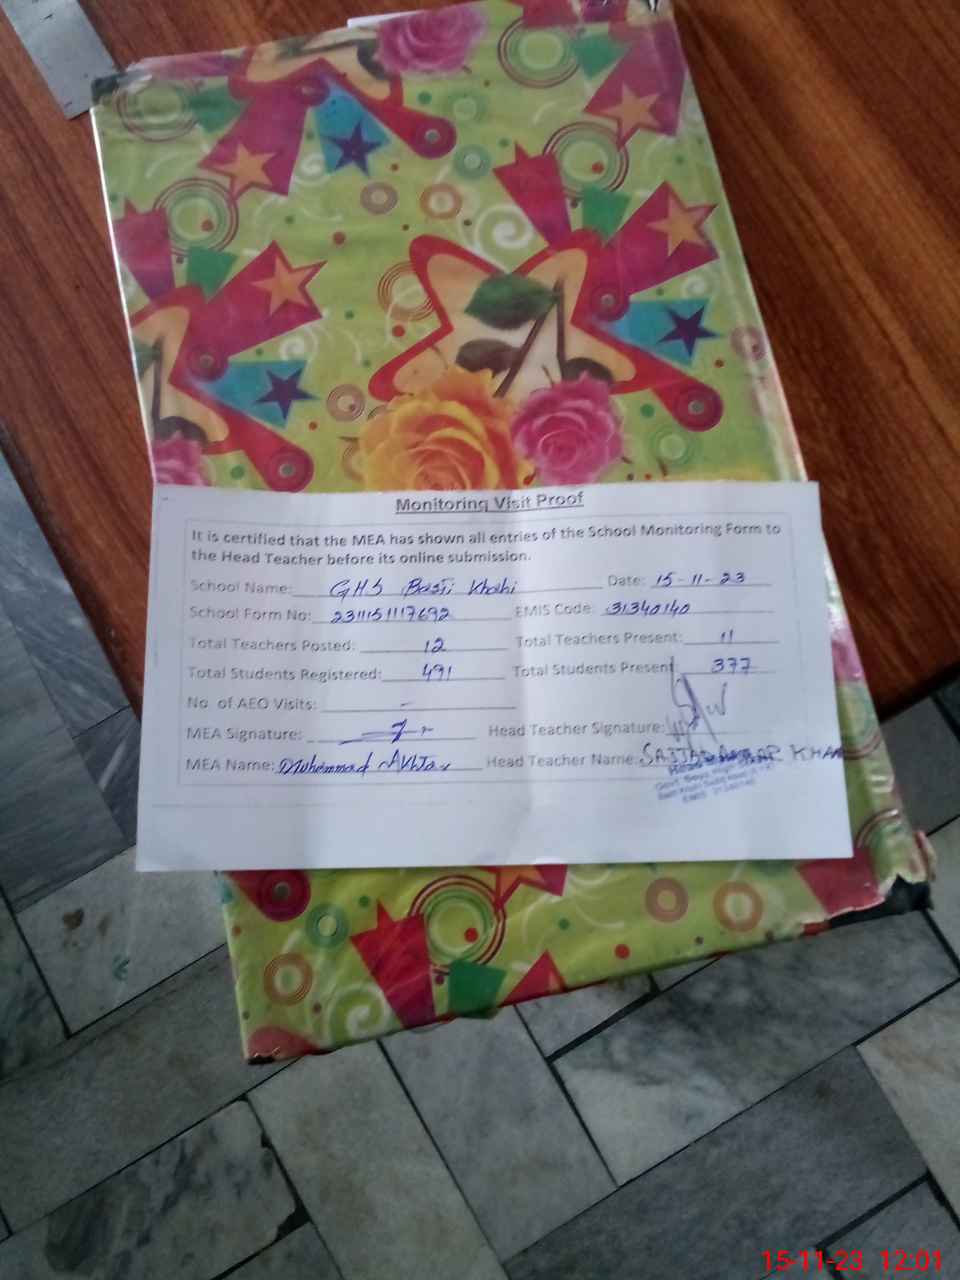 Monitoring Visit Proof
It is certified that the MEA has shown all entries of the School Monitoring Form to
the Head Teacher before its online submission.
School Name: GHS Basti Khohi Date: 15-11-23
School Form No: 2311151117692 EMIS Code: 31340140
Total Teachers Posted: 12 Total Teachers Present: 11
Total Students Registered: 491 Total Students Present 377
No. of AEO Visits: -
MEA Signature: Head Teacher Signature:
MEA Name: Muhammad Akhtar Head Teacher Name: SAJJAD KHAN
15-11-23 12:01